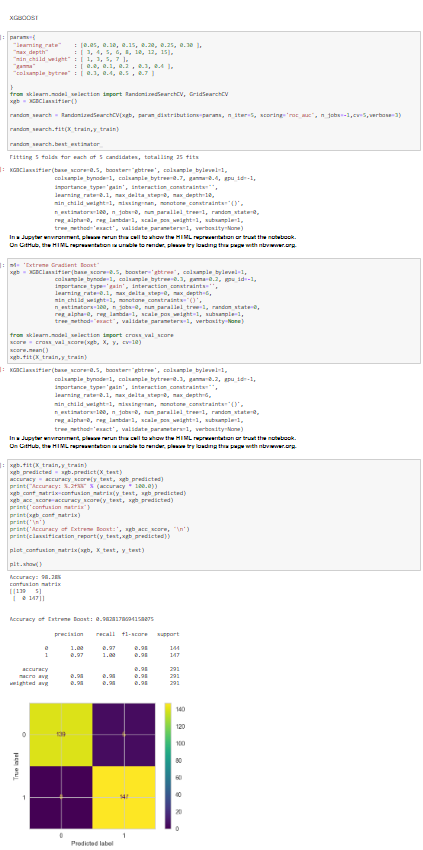 XGBOOST
params={
"learning_rate" : [0.05, 0.10, 0.15, 0.20, 0.25, 0.30 ],
"max_depth" : [ 3, 4, 5, 6, 8, 10, 12, 15],
"min_child_weight" : [ 1, 3, 5, 7 ],
"gamma" : [ 0.0, 0.1, 0.2 , 0.3, 0.4 ],
"colsample_bytree" : [ 0.3, 0.4, 0.5 , 0.7 ]
}
from sklearn.model_selection import RandomizedSearchCV, GridSearchCV
xgb = XGBClassifier()
random_search = RandomizedSearchCV(xgb, param_distributions=params, n_iter=5, scoring='roc_auc', n_jobs=-1,cv=5,verbose=3)
random_search.fit(X_train,y_train)
random_search.best_estimator_
Fitting 5 folds for each of 5 candidates, totalling 25 fits
XGBClassifier(base_score=0.5, booster='gbtree', colsample_bylevel=1,
colsample_bynode=1, colsample_bytree=0.7, gamma=0.4, gpu_id=-1,
importance_type='gain', interaction_constraints='',
learning_rate=0.1, max_delta_step=0, max_depth=10,
min_child_weight=1, missing=nan, monotone_constraints='()',
n_estimators=100, n_jobs=0, num_parallel_tree=1, random_state=0,
reg_alpha=0, reg_lambda=1, scale_pos_weight=1, subsample=1,
tree_method='exact', validate_parameters=1, verbosity=None)
In a Jupyter environment, please rerun this cell to show the HTML representation or trust the notebook.
On GitHub, the HTML representation is unable to render, please try loading this page with nbviewer.org.
m4= 'Extreme Gradient Boost'
xgb = XGBClassifier(base_score=0.5, booster='gbtree', colsample_bylevel=1,
colsample_bynode=1, colsample_bytree=0.3, gamma=0.2, gpu_id=-1,
importance_type='gain', interaction_constraints='',
learning_rate=0.1, max_delta_step=0, max_depth=6,
min_child_weight=1, monotone_constraints='()',
n_estimators=100, n_jobs=0, num_parallel_tree=1, random_state=0,
reg_alpha=0, reg_lambda=1, scale_pos_weight=1, subsample=1,
tree_method='exact', validate_parameters=1, verbosity=None)
from sklearn.model_selection import cross_val_score
score = cross_val_score(xgb, X, y, cv=10)
score.mean()
xgb.fit(X_train,y_train)
XGBClassifier(base_score=0.5, booster='gbtree', colsample_bylevel=1,
colsample_bynode=1, colsample_bytree=0.3, gamma=0.2, gpu_id=-1,
importance_type='gain', interaction_constraints='',
learning_rate=0.1, max_delta_step=0, max_depth=6,
min_child_weight=1, missing=nan, monotone_constraints='()',
n_estimators=100, n_jobs=0, num_parallel_tree=1, random_state=0,
reg_alpha=0, reg_lambda=1, scale_pos_weight=1, subsample=1,
tree_method='exact', validate_parameters=1, verbosity=None)
In a Jupyter environment, please rerun this cell to show the HTML representation or trust the notebook.
On GitHub, the HTML representation is unable to render, please try loading this page with nbviewer.org.
xgb.fit(X_train,y_train)
xgb_predicted = xgb.predict(X_test)
accuracy = accuracy_score(y_test, xgb_predicted)
print("Accuracy: %.2f%%" % (accuracy * 100.0))
xgb_conf_matrix=confusion_matrix(y_test, xgb_predicted)
xgb_acc_score=accuracy_score(y_test, xgb_predicted)
print('confusion matrix')
print(xgb_conf_matrix)
print('\n')
print('Accuracy of Extreme Boost:', xgb_acc_score, '\n')
print(classification_report(y_test,xgb_predicted))
plot_confusion_matrix(xgb, X_test, y_test)
plt.show()
Accuracy: 98.28%
confusion matrix
[[139 5]
[ 0 147]]
Accuracy of Extreme Boost: 0.9828178694158075
precision recall f1-score support
0 1.00 0.97 0.98 144
1 0.97 1.00 0.98 147
accuracy 0.98 291
macro avg 0.98 0.98 0.98 291
weighted avg 0.98 0.98 0.98 291
140
120
100
80
60
40
20
0
True label
0
1
139
147
0 1
Predicted label